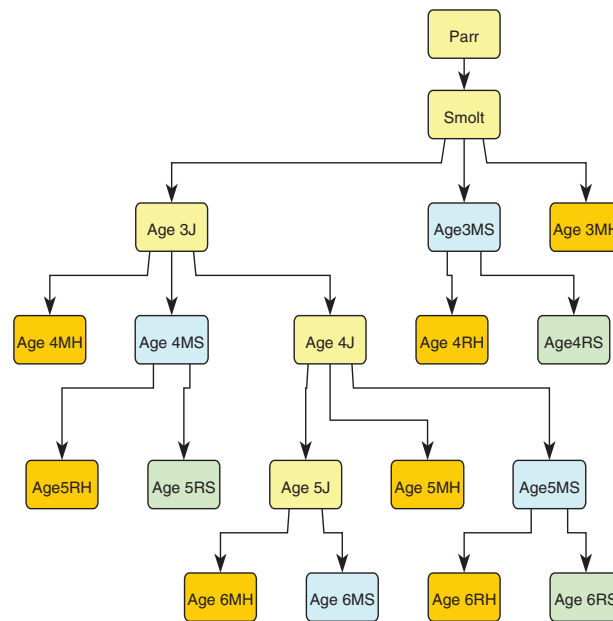 Parr
Smolt
Age 3J
Age3MS
Age 3MH
Age 4MH
Age 4MS
Age 4J
Age 4RH
Age4RS
Age5RH
Age 5RS
Age 5J
Age 5MH
Age5MS
Age 6MH
Age 6MS
Age 6RH
Age 6RS